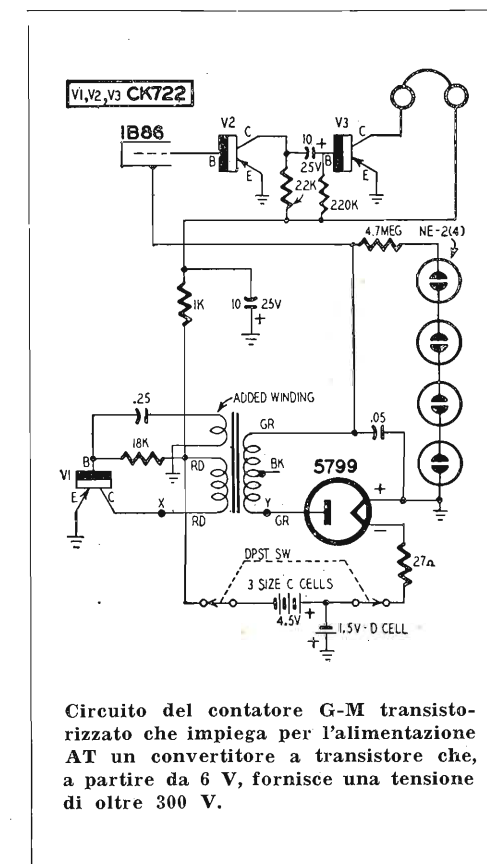 V1,V2,V3 CK722
1B86
V2
C
B
E
10
+
25V
V3
C
B
E
22K
220K
4.7MEG
NE-2(4)
1K
10
25V
+
ADDED WINDING
.25
18K
B
V1
E
C
X
RD
RD
GR
BK
Y
GR
.05
5799
+
−
27Ω
DPST SW
3 SIZE C CELLS
4.5V
+
+
1.5V - D CELL
Circuito del contatore G-M transisto-
rizzato che impiega per l'alimentazione
AT un convertitore a transistore che,
a partire da 6 V, fornisce una tensione
di oltre 300 V.